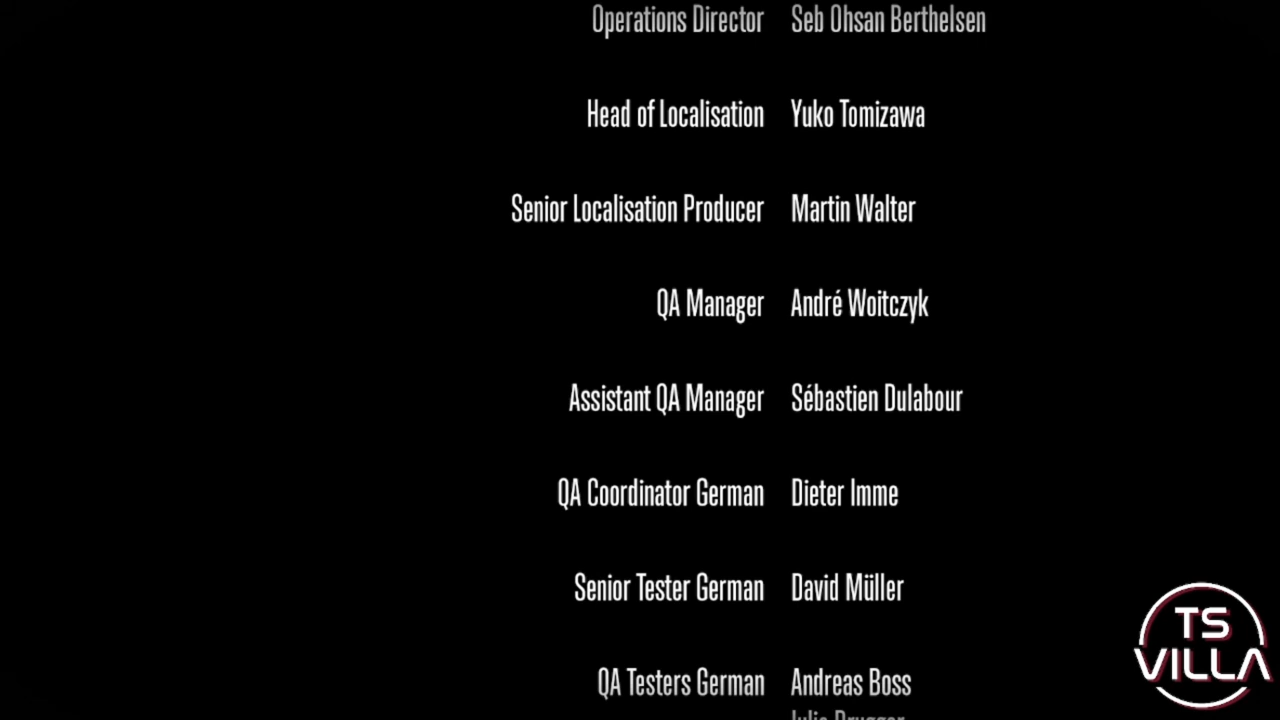 Operations Director Seb Ohsan Berthelsen
Head of Localisation Yuko Tomizawa
Senior Localisation Producer Martin Walter
QA Manager André Woitczyk
Assistant QA Manager Sébastien Dulabour
QA Coordinator German Dieter Imme
Senior Tester German David Müller
QA Testers German Andreas Boss
TS
VILLA